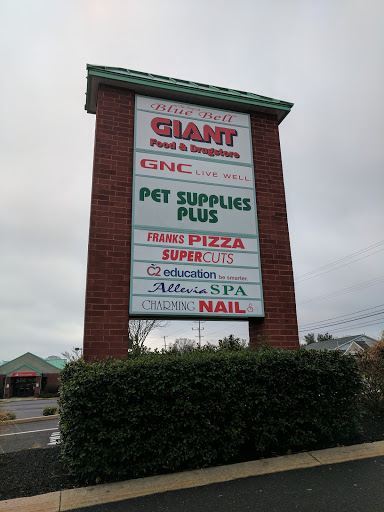 Blue Bell
GIANT
Food & Drugstore
GNC LIVE WELL
PET SUPPLIES
PLUS
FRANKS PIZZA
SUPERCUTS
C2 education be smarter.
Allevia SPA
CHARMING NAIL